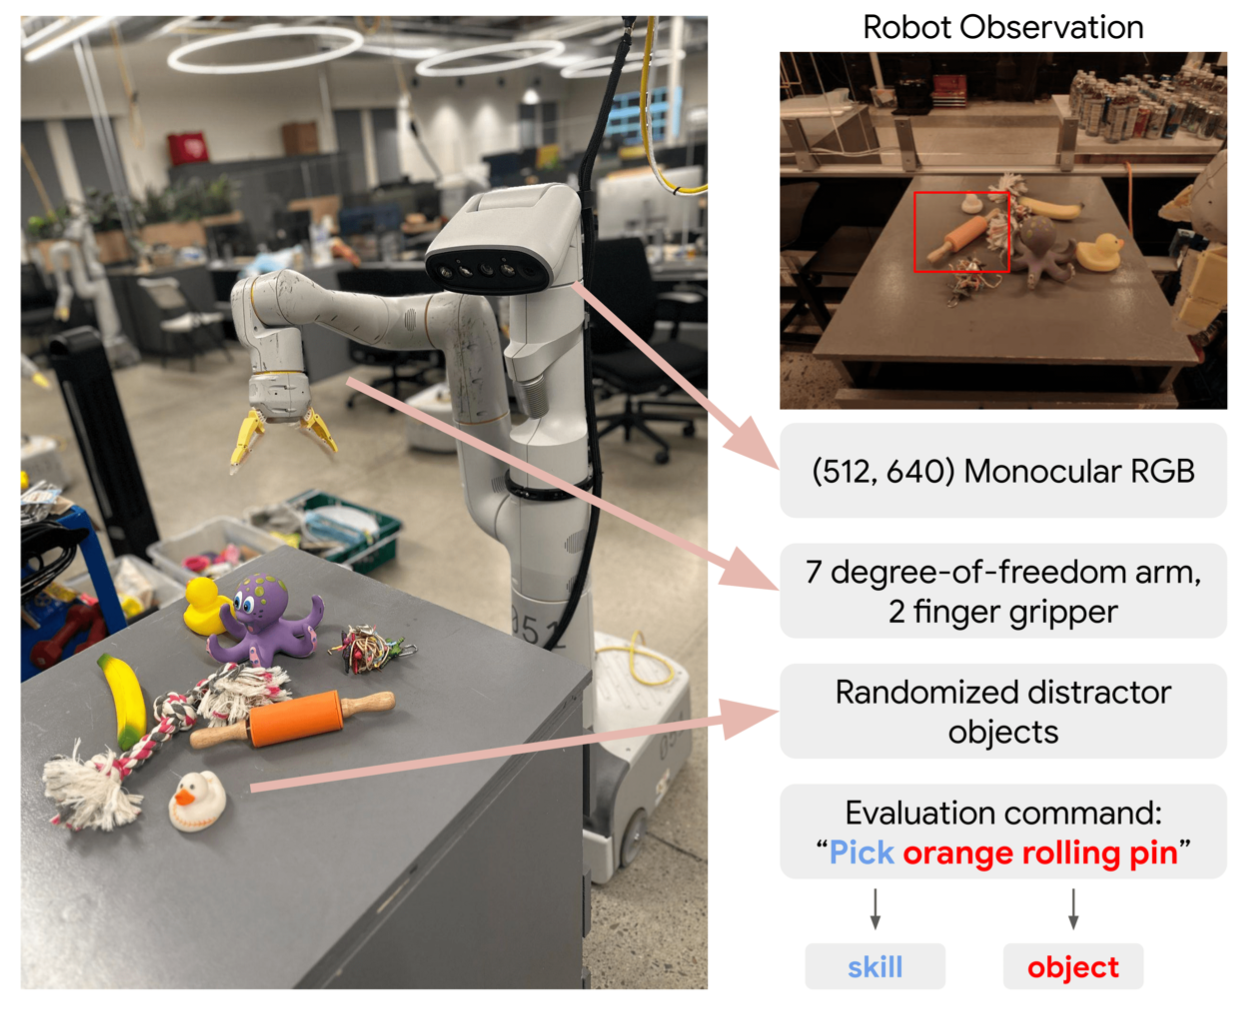 Robot Observation
(512, 640) Monocular RGB
7 degree-of-freedom arm,
2 finger gripper
Randomized distractor
objects
Evaluation command:
“Pick orange rolling pin”
skill
object
051